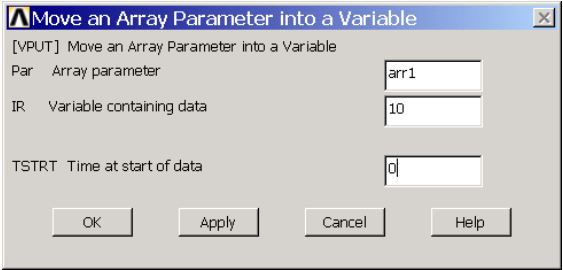 Move an Array Parameter into a Variable
[VPUT] Move an Array Parameter into a Variable
Par Array parameter arr1
IR Variable containing data 10
TSTRT Time at start of data 0
OK Apply Cancel Help